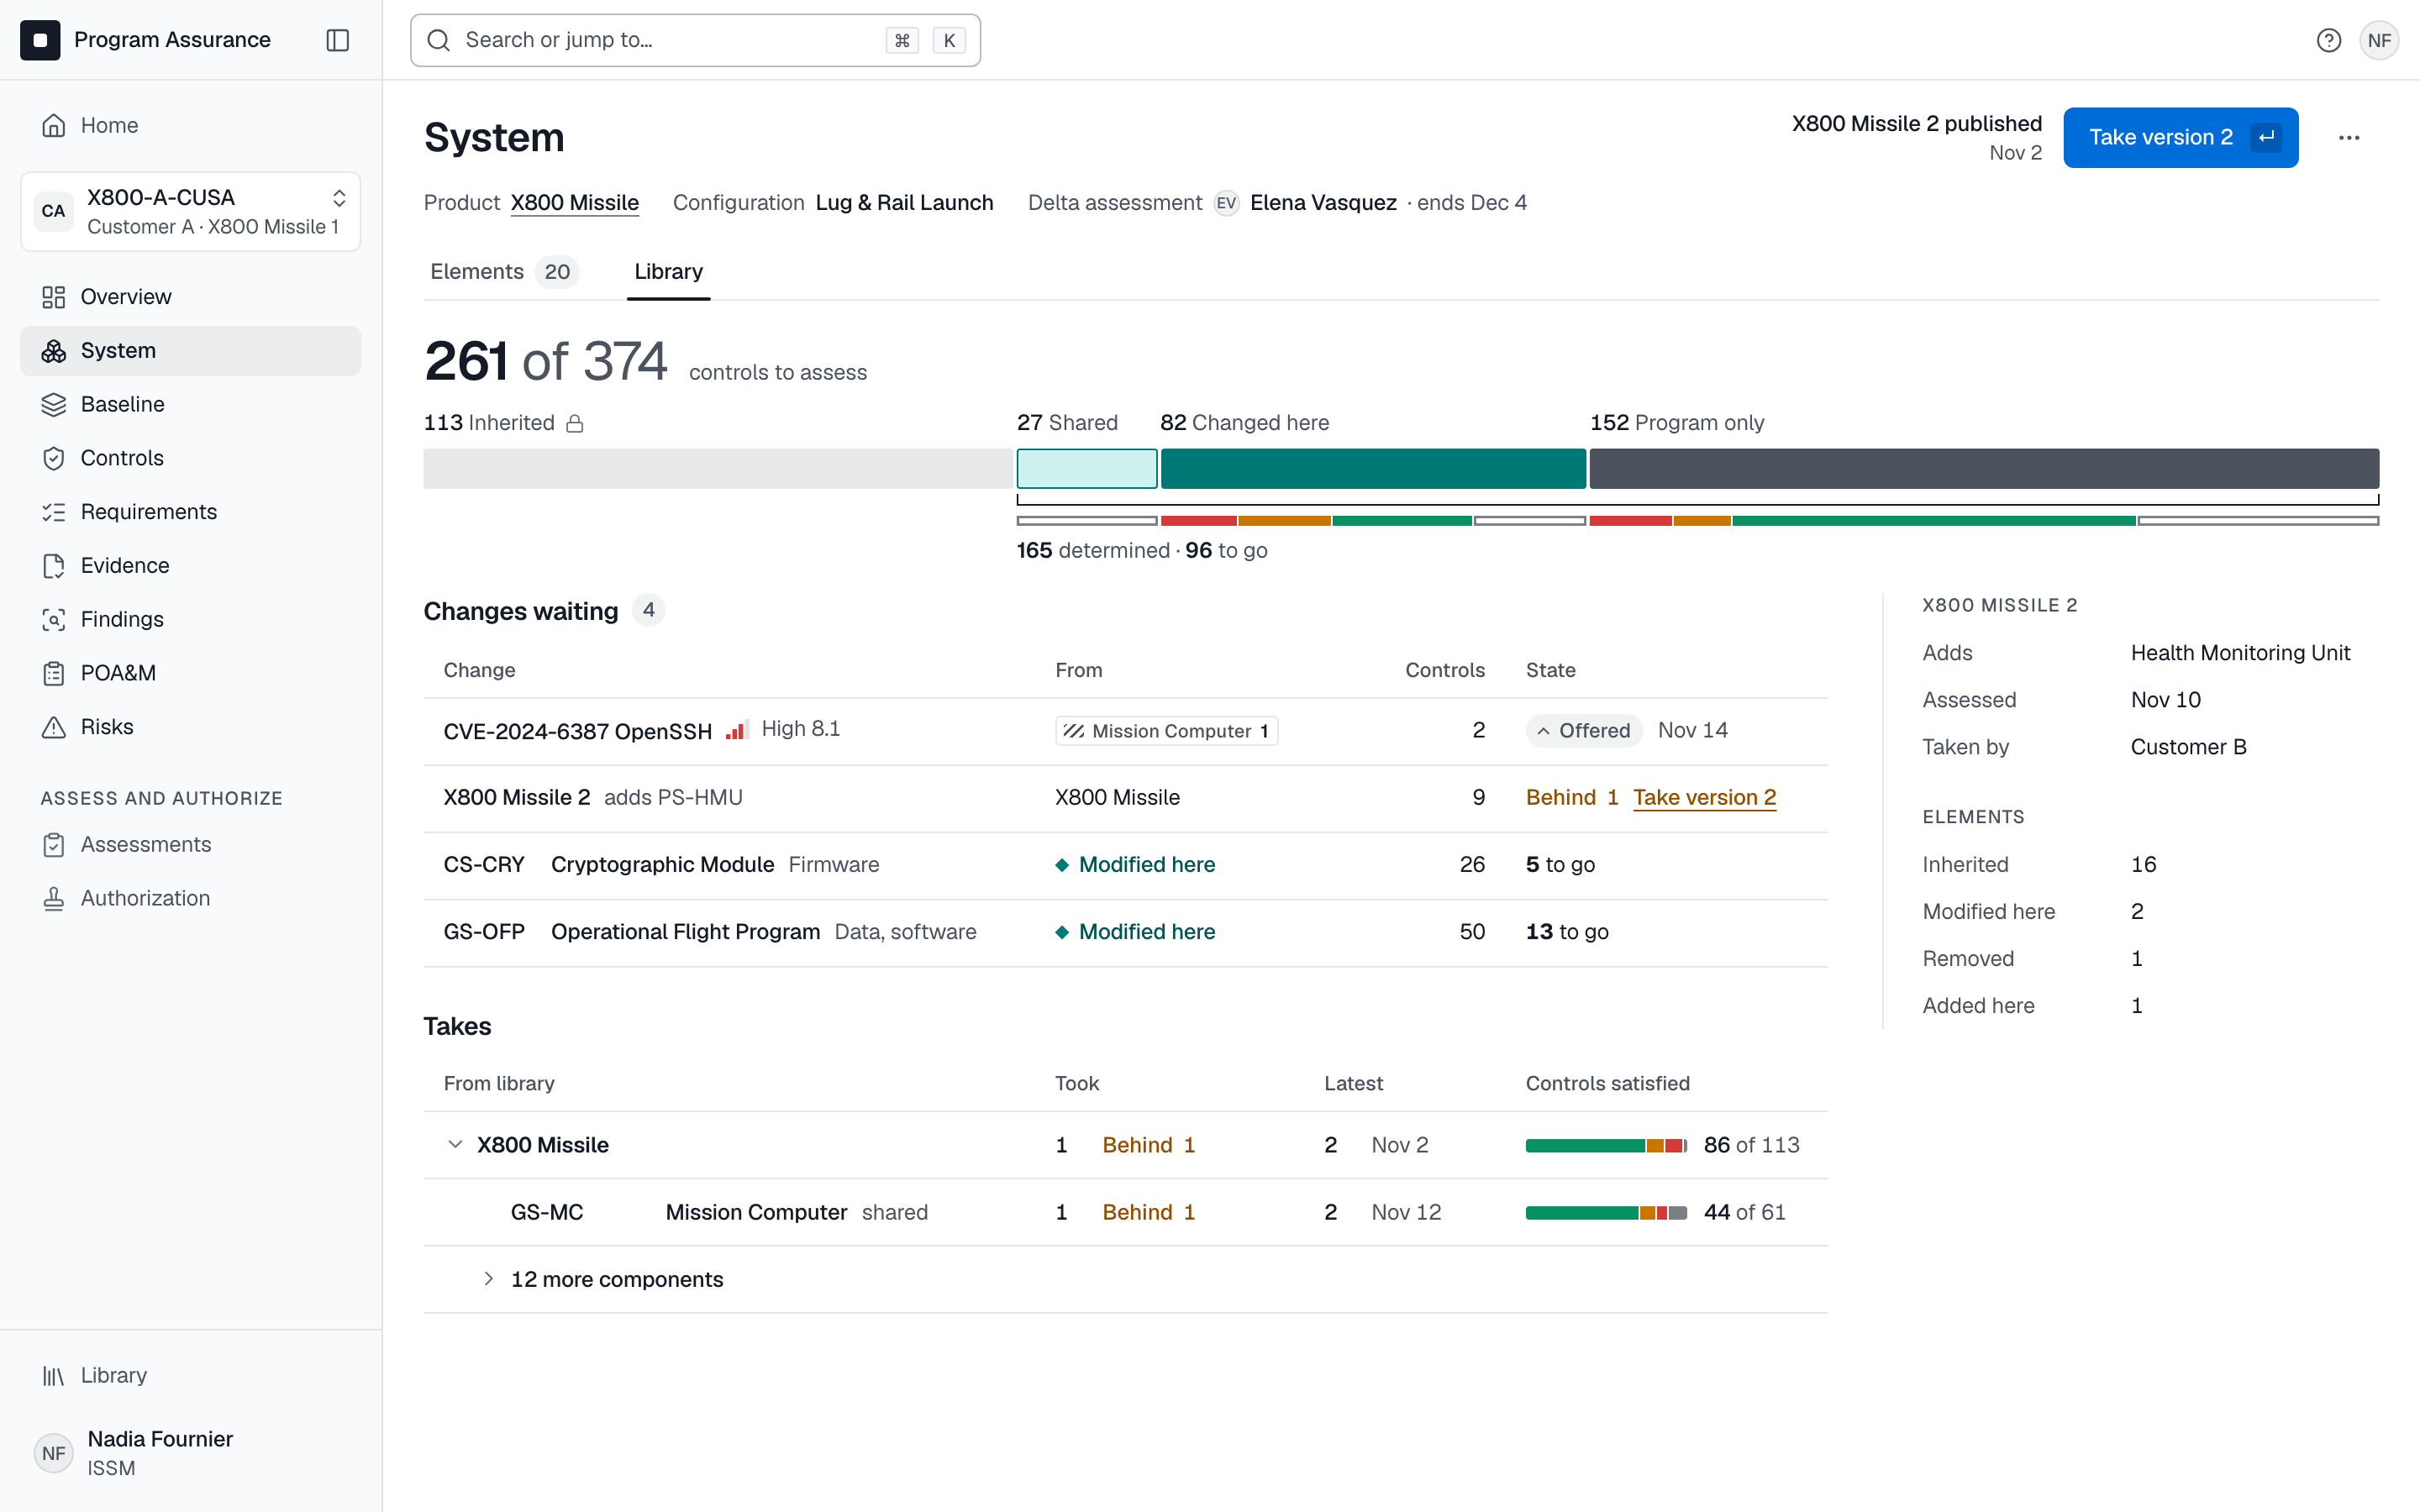 Program Assurance
Search or jump to...
⌘ K
NF
Home
CA
X800-A-CUSA
Customer A · X800 Missile 1
Overview
System
Baseline
Controls
Requirements
Evidence
Findings
POA&M
Risks
ASSESS AND AUTHORIZE
Assessments
Authorization
Library
NF
Nadia Fournier
ISSM
System
X800 Missile 2 published
Nov 2
Take version 2
Product X800 Missile Configuration Lug & Rail Launch Delta assessment EV Elena Vasquez · ends Dec 4
Elements 20 Library
261 of 374 controls to assess
113 Inherited 27 Shared 82 Changed here 152 Program only
165 determined · 96 to go
Changes waiting 4
Change From Controls State
CVE-2024-6387 OpenSSH High 8.1 Mission Computer 1 2 Offered Nov 14
X800 Missile 2 adds PS-HMU X800 Missile 9 Behind 1 Take version 2
CS-CRY Cryptographic Module Firmware Modified here 26 5 to go
GS-OFP Operational Flight Program Data, software Modified here 50 13 to go
Takes
From library Took Latest Controls satisfied
X800 Missile 1 Behind 1 2 Nov 2 86 of 113
GS-MC Mission Computer shared 1 Behind 1 2 Nov 12 44 of 61
12 more components
X800 MISSILE 2
Adds Health Monitoring Unit
Assessed Nov 10
Taken by Customer B
ELEMENTS
Inherited 16
Modified here 2
Removed 1
Added here 1